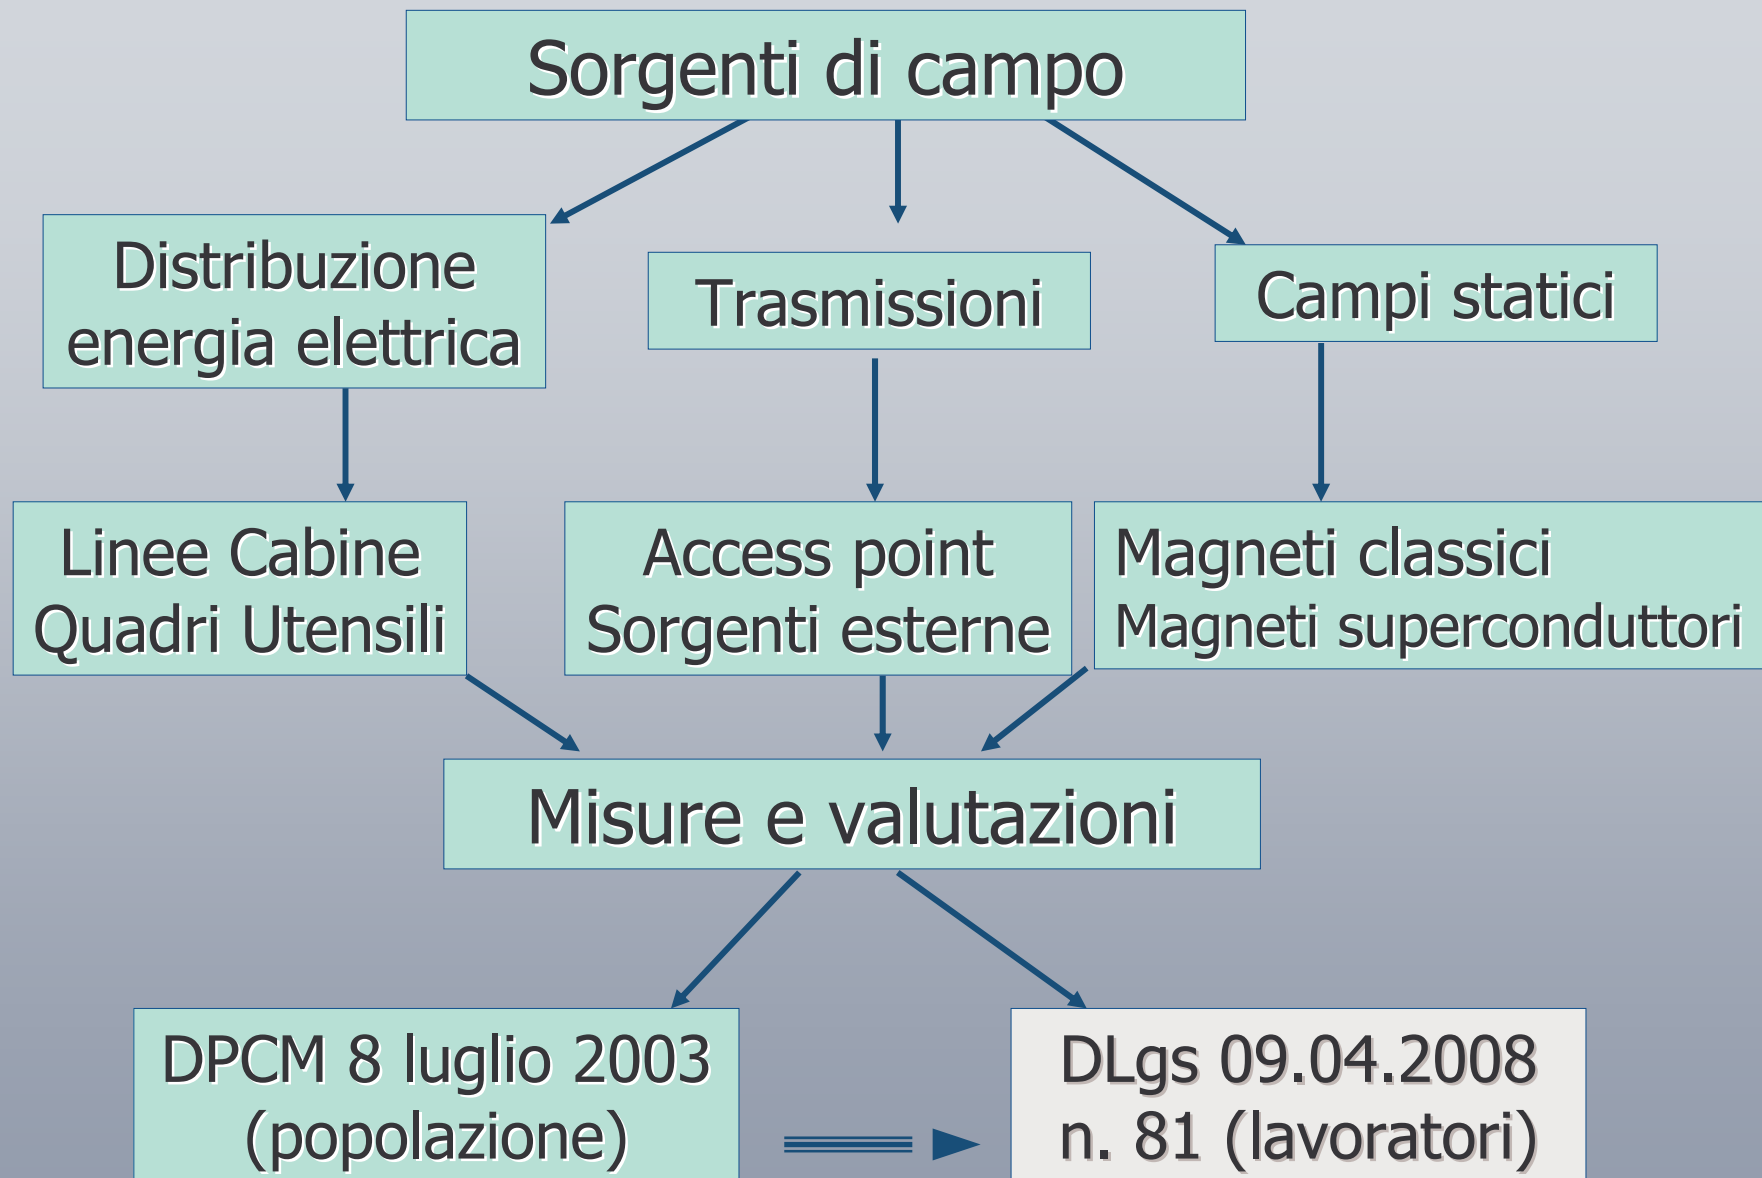 Sorgenti di campo
Distribuzione
energia elettrica
Trasmissioni
Campi statici
Linee Cabine
Quadri Utensili
Access point
Sorgenti esterne
Magneti classici
Magneti superconduttori
Misure e valutazioni
DPCM 8 luglio 2003
(popolazione)
DLgs 09.04.2008
n. 81 (lavoratori)